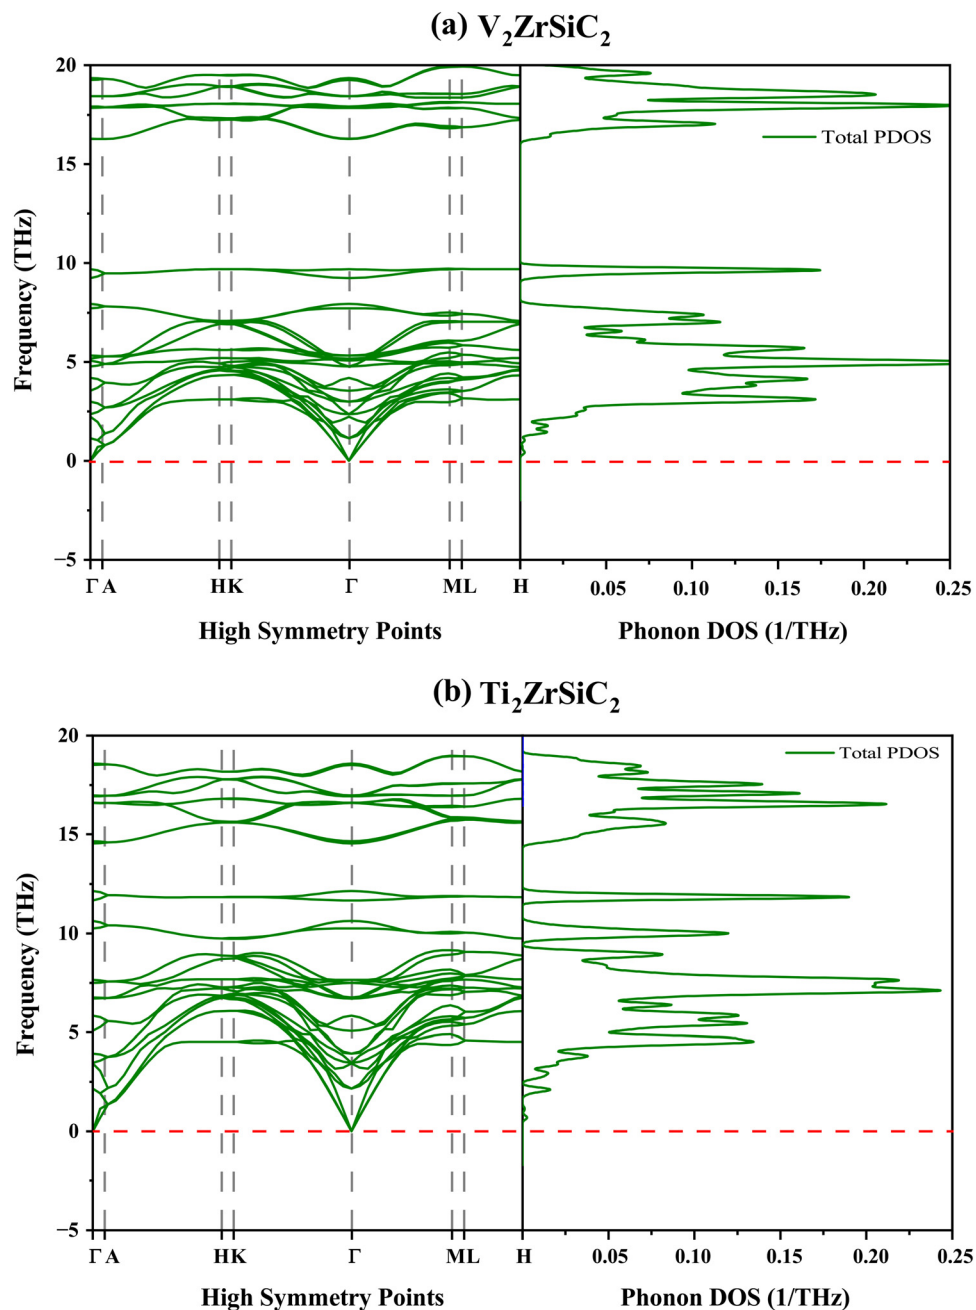 (a) V₂ZrSiC₂
Frequency (THz)
20
15
10
5
0
−5
Total PDOS
Γ A H K Γ M L H 0.05 0.10 0.15 0.20 0.25
High Symmetry Points Phonon DOS (1/THz)
(b) Ti₂ZrSiC₂
Frequency (THz)
20
15
10
5
0
−5
Total PDOS
Γ A H K Γ M L H 0.05 0.10 0.15 0.20 0.25
High Symmetry Points Phonon DOS (1/THz)